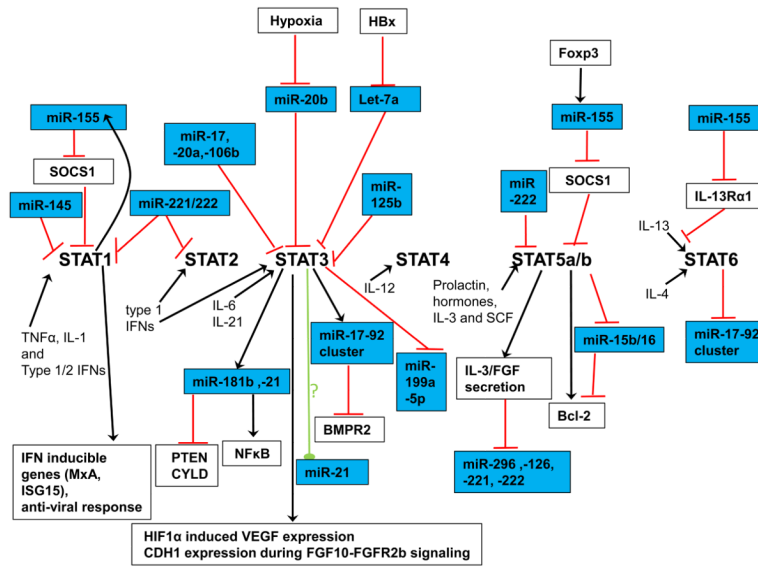 Hypoxia
HBx
Foxp3
miR-20b
Let-7a
miR-155
miR-155
miR-155
miR-17,
-20a,-106b
SOCS1
miR-
125b
miR
-222
SOCS1
IL-13Rα1
miR-145
miR-221/222
IL-13
STAT1
STAT2
STAT3
STAT4
STAT5a/b
STAT6
IL-12
Prolactin,
hormones,
IL-3 and SCF
IL-4
type 1
IFNs
IL-6
IL-21
TNFα, IL-1
and
Type 1/2 IFNs
miR-17-92
cluster
miR-15b/16
miR-17-92
cluster
miR-
199a
-5p
IL-3/FGF
secretion
miR-181b ,-21
?
Bcl-2
BMPR2
IFN inducible
genes (MxA,
ISG15),
anti-viral response
PTEN
CYLD
NFκB
miR-21
miR-296 ,-126,
-221, -222
HIF1α induced VEGF expression
CDH1 expression during FGF10-FGFR2b signaling